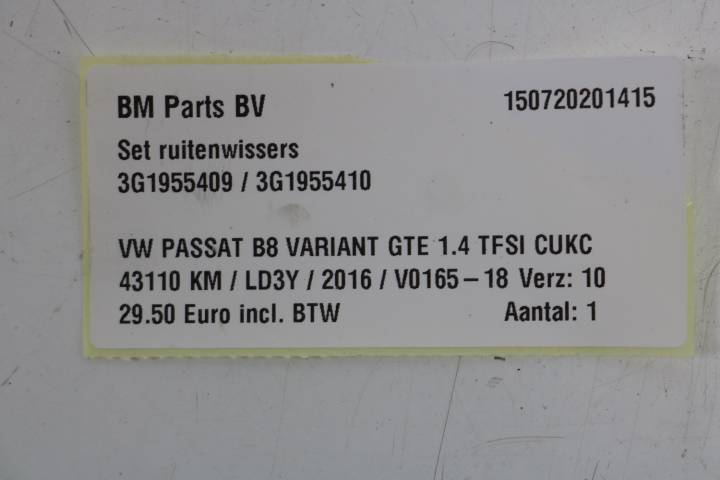 BM Parts BV 150720201415
Set ruitenwissers
3G1955409 / 3G1955410
VW PASSAT B8 VARIANT GTE 1.4 TFSI CUKC
43110 KM / LD3Y / 2016 / V0165-18 Verz: 10
29.50 Euro incl. BTW Aantal: 1